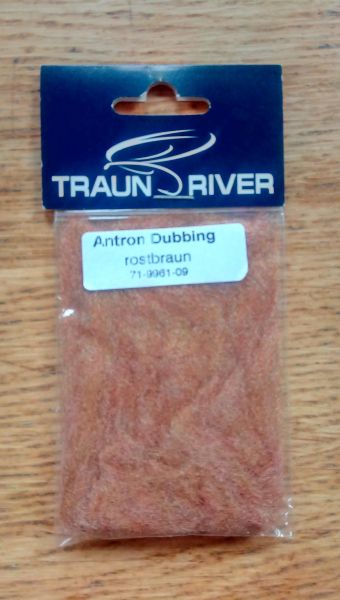 TRAUN RIVER
Antron Dubbing
rostbraun
71-9961-09